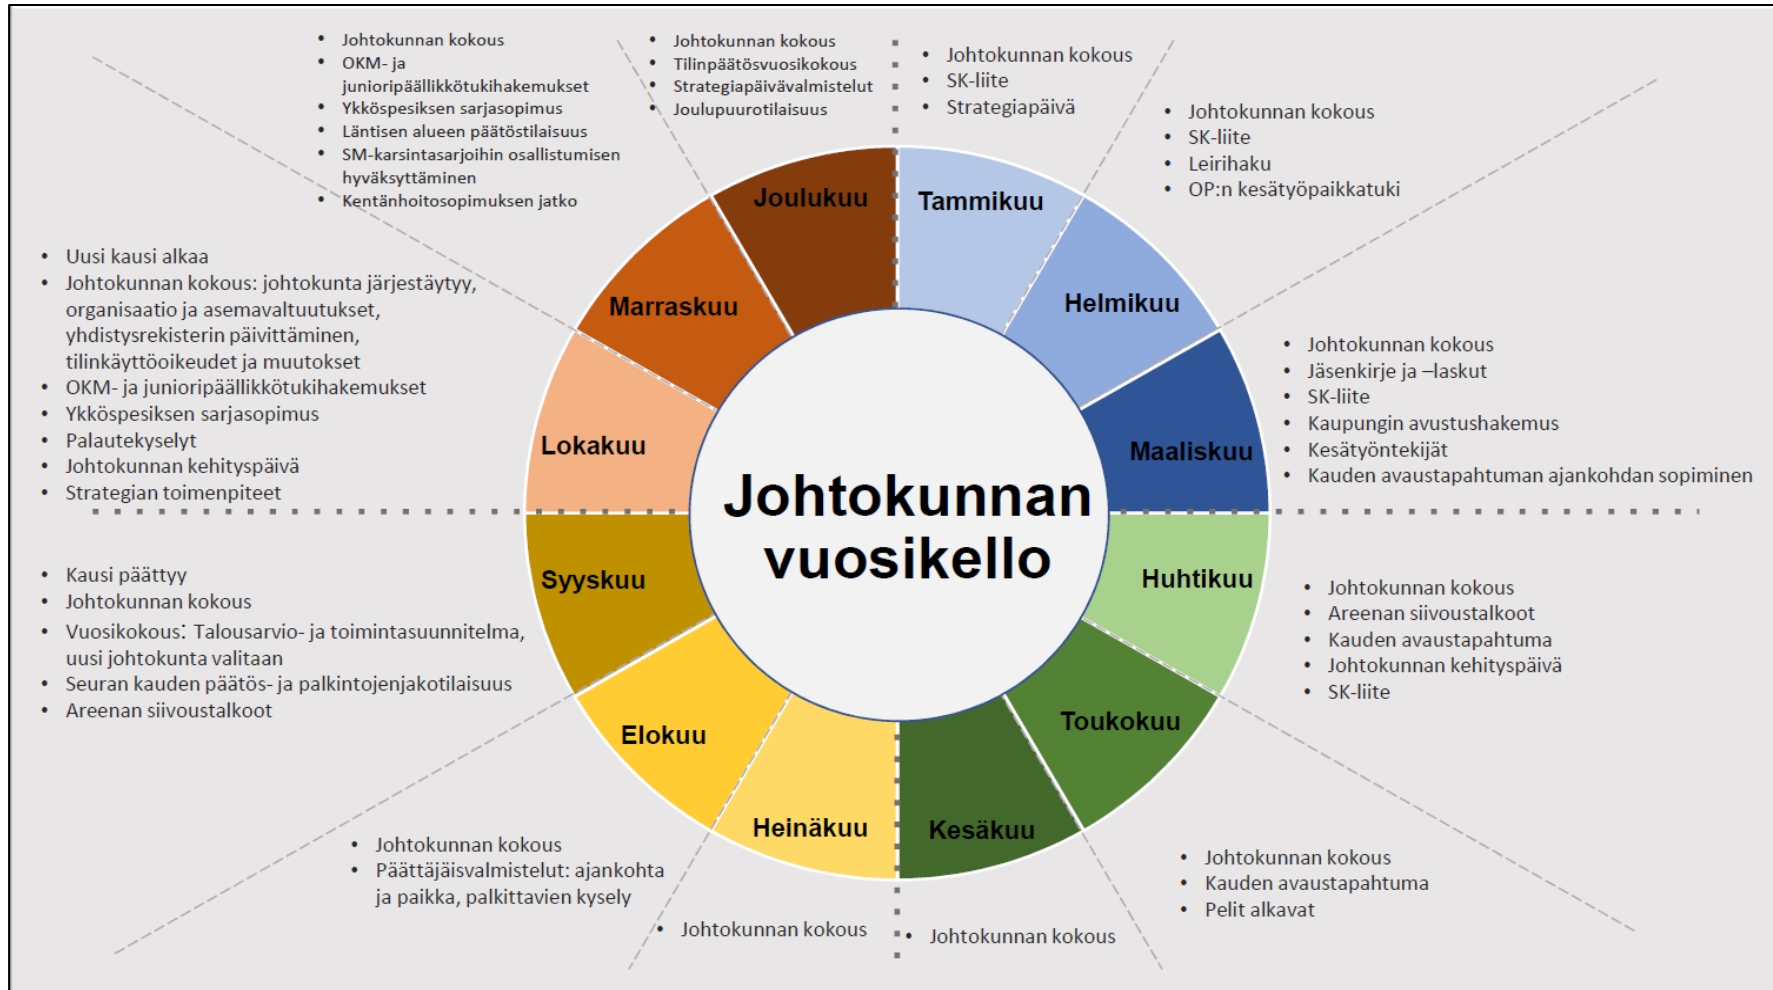 • Johtokunnan kokous
• OKM- ja
junioripäällikkötukihakemukset
• Ykköspesiksen sarjasopimus
• Läntisen alueen päätöstilaisuus
• SM-karsintasarjoihin osallistumisen
hyväksyttäminen
• Kentänhoitosopimuksen jatko
• Johtokunnan kokous
• Tilinpäätösvuosikokous
• Strategiapäivävalmistelut
• Joulupuurotilaisuus
• Johtokunnan kokous
• SK-liite
• Strategiapäivä
• Johtokunnan kokous
• SK-liite
• Leirihaku
• OP:n kesätyöpaikkatuki
Joulukuu
Tammikuu
Marraskuu
Helmikuu
• Uusi kausi alkaa
• Johtokunnan kokous: johtokunta järjestäytyy,
organisaatio ja asemavaltuutukset,
yhdistysrekisterin päivittäminen,
tilinkäyttöoikeudet ja muutokset
• OKM- ja junioripäällikkötukihakemukset
• Ykköspesiksen sarjasopimus
• Palautekyselyt
• Johtokunnan kehityspäivä
• Strategian toimenpiteet
Lokakuu
Maaliskuu
• Johtokunnan kokous
• Jäsenkirje ja –laskut
• SK-liite
• Kaupungin avustushakemus
• Kesätyöntekijät
• Kauden avaustapahtuman ajankohdan sopiminen
Johtokunnan
vuosikello
• Kausi päättyy
• Johtokunnan kokous
• Vuosikokous: Talousarvio- ja toimintasuunnitelma,
uusi johtokunta valitaan
• Seuran kauden päätös- ja palkintojenjakotilaisuus
• Areenan siivoustalkoot
Syyskuu
Huhtikuu
• Johtokunnan kokous
• Areenan siivoustalkoot
• Kauden avaustapahtuma
• Johtokunnan kehityspäivä
• SK-liite
Elokuu
Toukokuu
Heinäkuu
Kesäkuu
• Johtokunnan kokous
• Päättäjäisvalmistelut: ajankohta
ja paikka, palkittavien kysely
• Johtokunnan kokous
• Johtokunnan kokous
• Johtokunnan kokous
• Kauden avaustapahtuma
• Pelit alkavat